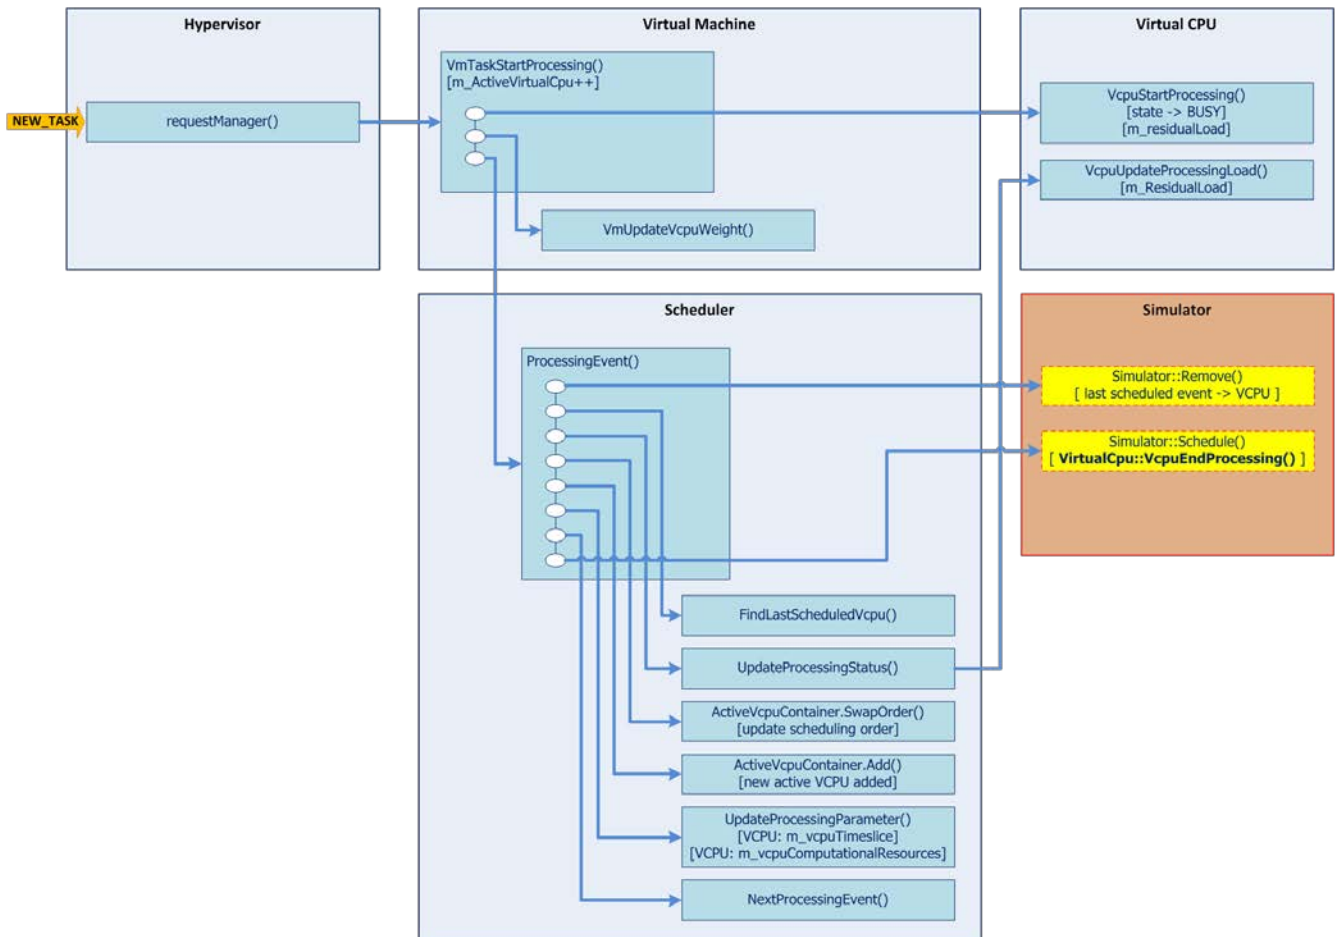 Hypervisor
NEW_TASK
requestManager()
Virtual Machine
VmTaskStartProcessing()
[m_ActiveVirtualCpu++]
VmUpdateVcpuWeight()
Virtual CPU
VcpuStartProcessing()
[state -> BUSY]
[m_residualLoad]
VcpuUpdateProcessingLoad()
[m_ResidualLoad]
Scheduler
ProcessingEvent()
FindLastScheduledVcpu()
UpdateProcessingStatus()
ActiveVcpuContainer.SwapOrder()
[update scheduling order]
ActiveVcpuContainer.Add()
[new active VCPU added]
UpdateProcessingParameter()
[VCPU: m_vcpuTimeslice]
[VCPU: m_vcpuComputationalResources]
NextProcessingEvent()
Simulator
Simulator::Remove()
[ last scheduled event -> VCPU ]
Simulator::Schedule()
[ VirtualCpu::VcpuEndProcessing() ]